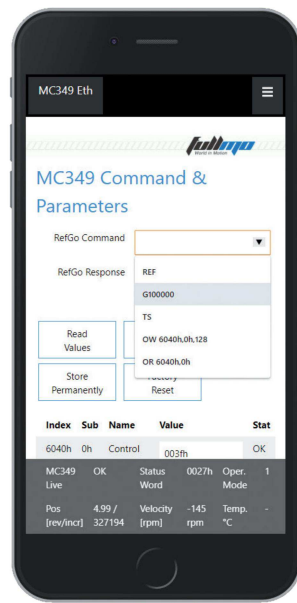 MC349 Eth
fullmo
World in Motion
MC349 Command &
Parameters
RefGo Command
RefGo Response
REF
G100000
TS
OW 6040h,0h,128
OR 6040h,0h
Read
Values
Store
Permanently
Factory
Reset
Index Sub Name Value Stat
6040h 0h Control 003fh OK
MC349 OK Status 0027h Oper. 1
Live Word Mode
Pos 4.99 / Velocity -145 Temp. -
[rev/incr] 327194 [rpm] rpm °C